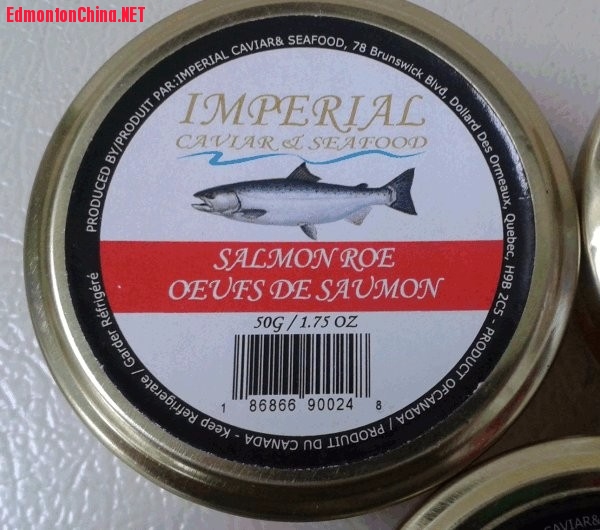 EdmontonChina.NET
PRODUCED BY/PRODUIT PAR:IMPERIAL CAVIAR& SEAFOOD, 78 Brunswick Blvd, Dollard Des Ormeaux, Quebec, H9B 2C5 - PRODUCT OFCANADA / PRODUIT DU CANADA - Keep Refrigerate / Garder Réfrigéré
IMPERIAL
CAVIAR & SEAFOOD
SALMON ROE
OEUFS DE SAUMON
50G / 1.75 OZ
1 86866 90024 8
CAVIAR&